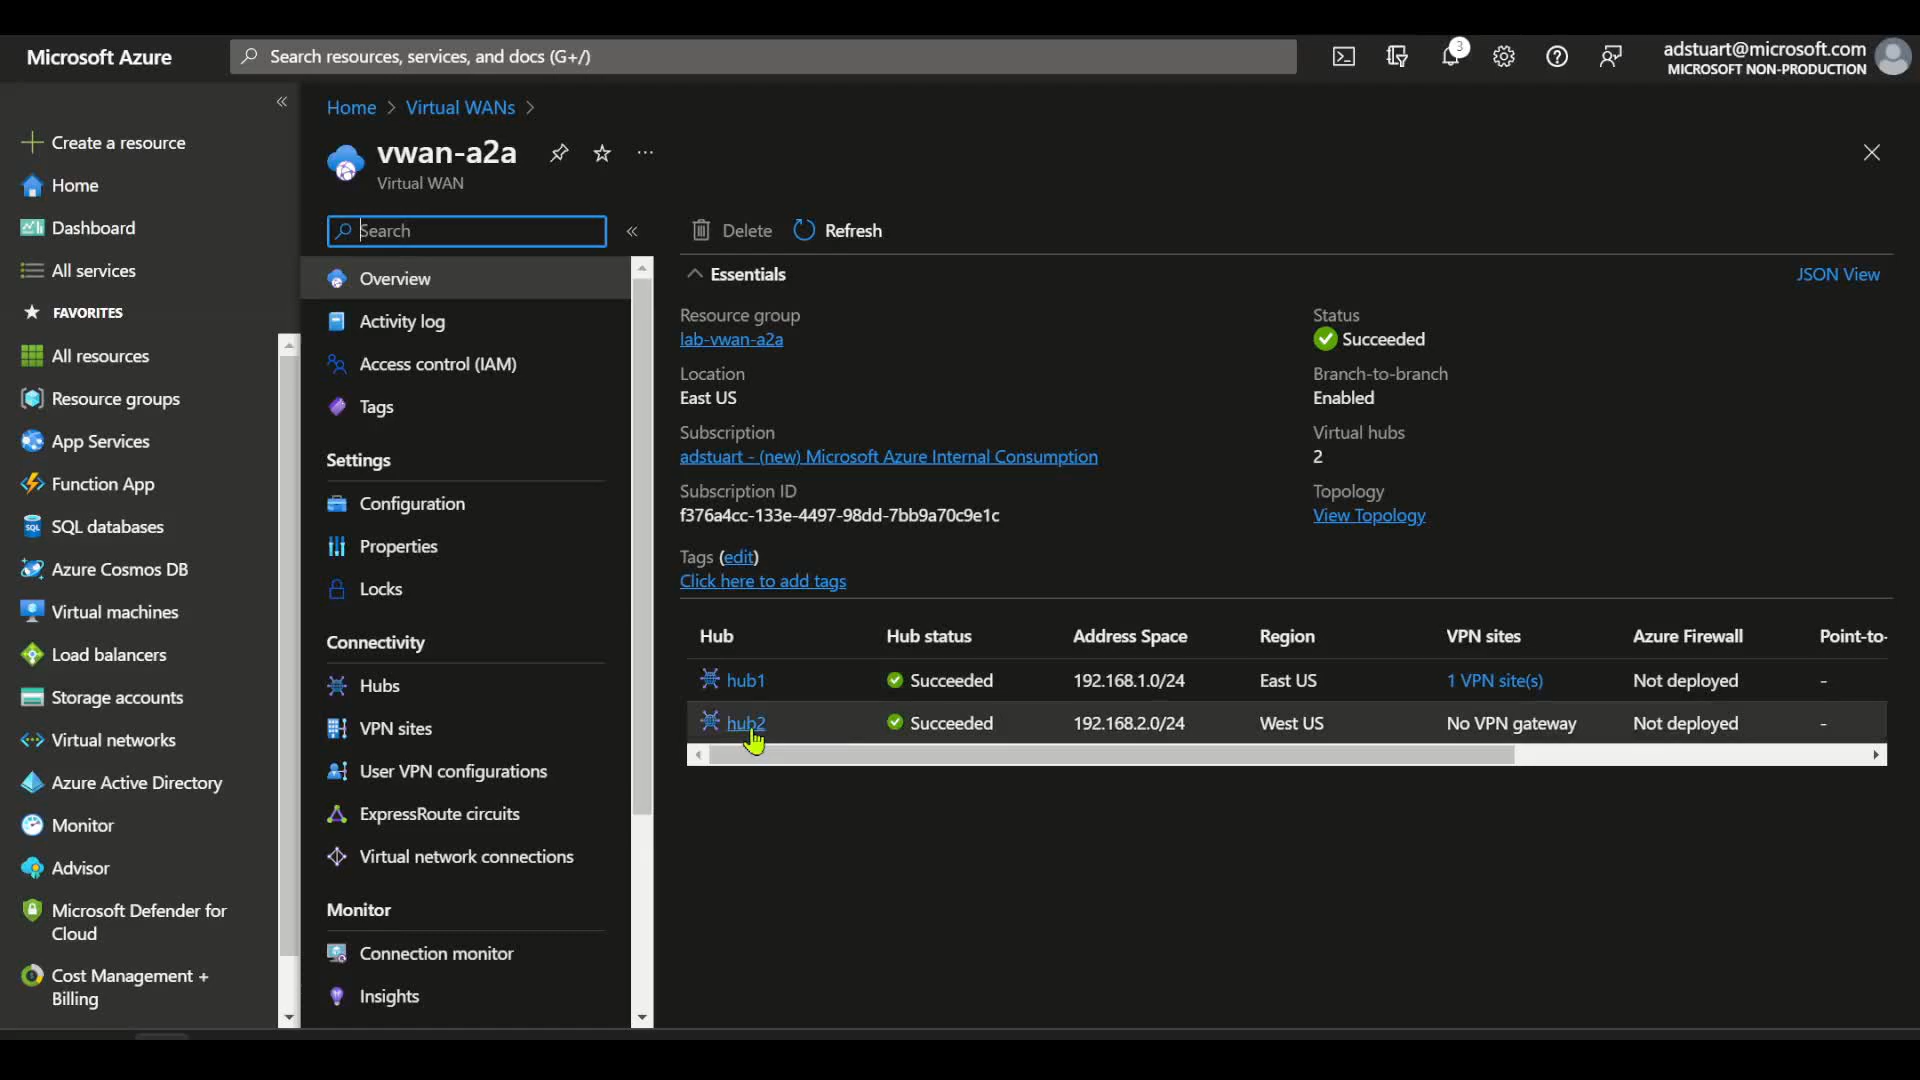 Microsoft Azure
Search resources, services, and docs (G+/)
3
adstuart@microsoft.com
MICROSOFT NON-PRODUCTION
Create a resource
Home
Dashboard
All services
FAVORITES
All resources
Resource groups
App Services
Function App
SQL databases
Azure Cosmos DB
Virtual machines
Load balancers
Storage accounts
Virtual networks
Azure Active Directory
Monitor
Advisor
Microsoft Defender for
Cloud
Cost Management +
Billing
Home > Virtual WANs >
vwan-a2a
Virtual WAN
Search
Overview
Activity log
Access control (IAM)
Tags
Settings
Configuration
Properties
Locks
Connectivity
Hubs
VPN sites
User VPN configurations
ExpressRoute circuits
Virtual network connections
Monitor
Connection monitor
Insights
Delete Refresh
Essentials JSON View
Resource group
lab-vwan-a2a
Location
East US
Subscription
adstuart - (new) Microsoft Azure Internal Consumption
Subscription ID
f376a4cc-133e-4497-98dd-7bb9a70c9e1c
Status
Succeeded
Branch-to-branch
Enabled
Virtual hubs
2
Topology
View Topology
Tags (edit)
Click here to add tags
Hub Hub status Address Space Region VPN sites Azure Firewall Point-to-
hub1 Succeeded 192.168.1.0/24 East US 1 VPN site(s) Not deployed -
hub2 Succeeded 192.168.2.0/24 West US No VPN gateway Not deployed -